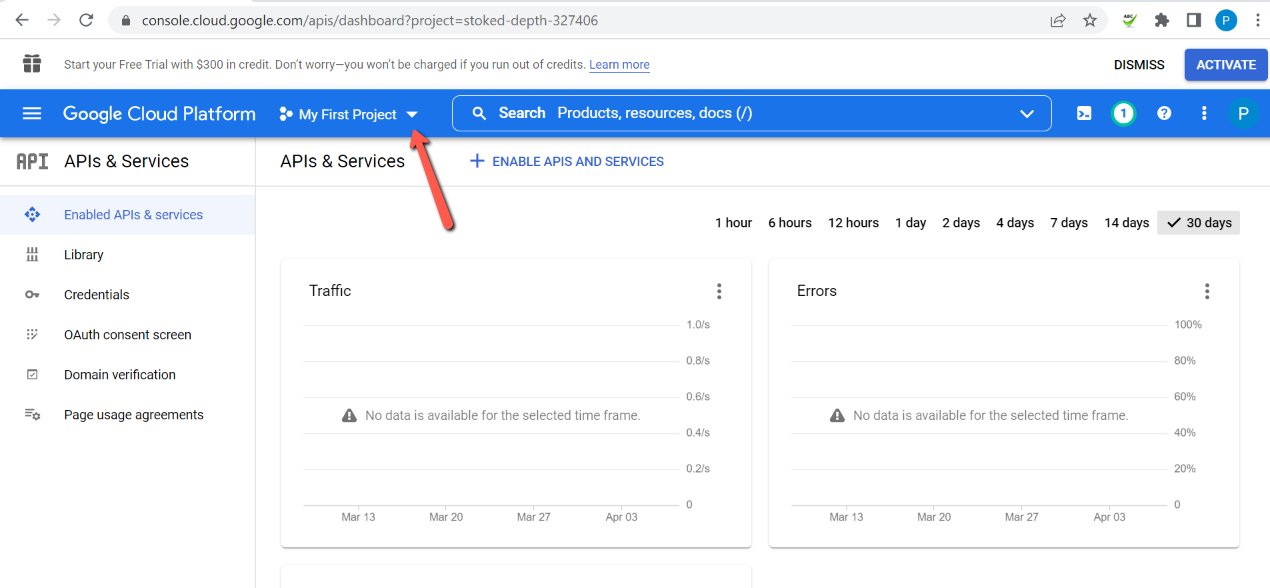 console.cloud.google.com/apis/dashboard?project=stoked-depth-327406
ABC
P
Start your Free Trial with $300 in credit. Don’t worry—you won’t be charged if you run out of credits. Learn more
DISMISS
ACTIVATE
Google Cloud Platform
My First Project
Search Products, resources, docs (/)
1
P
API APIs & Services
APIs & Services
ENABLE APIS AND SERVICES
Enabled APIs & services
Library
Credentials
OAuth consent screen
Domain verification
Page usage agreements
1 hour 6 hours 12 hours 1 day 2 days 4 days 7 days 14 days 30 days
Traffic
1.0/s
0.8/s
0.6/s
No data is available for the selected time frame.
0.4/s
0.2/s
0
Mar 13 Mar 20 Mar 27 Apr 03
Errors
100%
80%
60%
No data is available for the selected time frame.
40%
20%
0
Mar 13 Mar 20 Mar 27 Apr 03